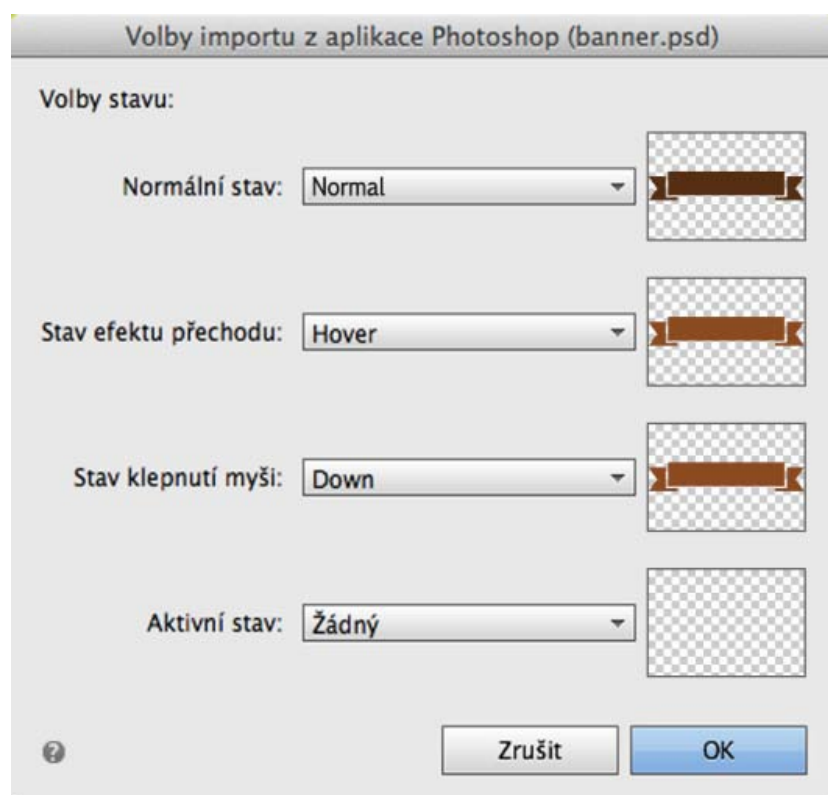 Volby importu z aplikace Photoshop (banner.psd)
Volby stavu:
Normální stav: Normal
Stav efektu přechodu: Hover
Stav klepnutí myši: Down
Aktivní stav: Žádný
? Zrušit OK